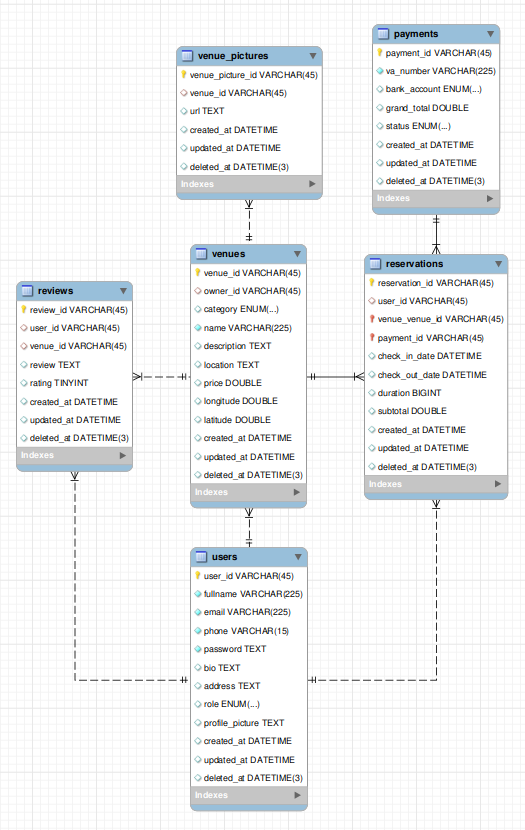 payments
payment_id VARCHAR(45)
va_number VARCHAR(225)
bank_account ENUM(...)
grand_total DOUBLE
status ENUM(...)
created_at DATETIME
updated_at DATETIME
deleted_at DATETIME(3)
Indexes
venue_pictures
venue_picture_id VARCHAR(45)
venue_id VARCHAR(45)
url TEXT
created_at DATETIME
updated_at DATETIME
deleted_at DATETIME(3)
Indexes
venues
venue_id VARCHAR(45)
owner_id VARCHAR(45)
category ENUM(...)
name VARCHAR(225)
description TEXT
location TEXT
price DOUBLE
longitude DOUBLE
latitude DOUBLE
created_at DATETIME
updated_at DATETIME
deleted_at DATETIME(3)
Indexes
reservations
reservation_id VARCHAR(45)
user_id VARCHAR(45)
venue_venue_id VARCHAR(45)
payment_id VARCHAR(45)
check_in_date DATETIME
check_out_date DATETIME
duration BIGINT
subtotal DOUBLE
created_at DATETIME
updated_at DATETIME
deleted_at DATETIME(3)
Indexes
reviews
review_id VARCHAR(45)
user_id VARCHAR(45)
venue_id VARCHAR(45)
review TEXT
rating TINYINT
created_at DATETIME
updated_at DATETIME
deleted_at DATETIME(3)
Indexes
users
user_id VARCHAR(45)
fullname VARCHAR(225)
email VARCHAR(225)
phone VARCHAR(15)
password TEXT
bio TEXT
address TEXT
role ENUM(...)
profile_picture TEXT
created_at DATETIME
updated_at DATETIME
deleted_at DATETIME(3)
Indexes